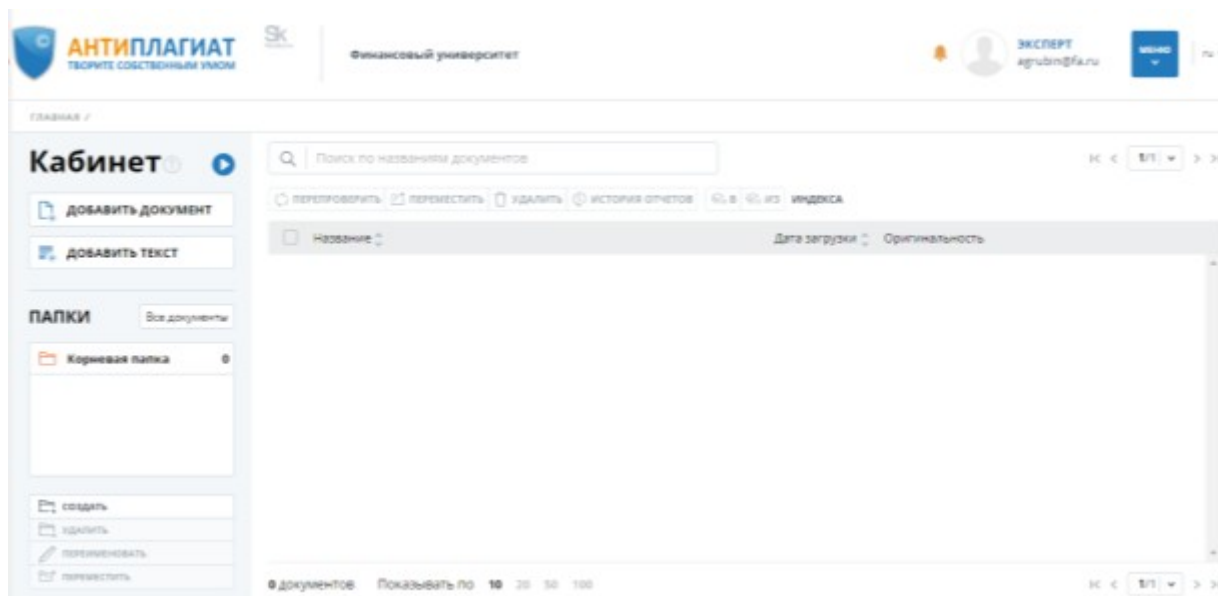 АНТИПЛАГИАТ
ТВОРИТЕ СОБСТВЕННЫМ УМОМ
Sk
Финансовый университет
ЭКСПЕРТ
agrubin@fa.ru
МЕНЮ
ru
ГЛАВНАЯ /
Кабинет
ДОБАВИТЬ ДОКУМЕНТ
ДОБАВИТЬ ТЕКСТ
ПАПКИ
Все документы
Корневая папка 0
СОЗДАТЬ
УДАЛИТЬ
ПЕРЕИМЕНОВАТЬ
ПЕРЕМЕСТИТЬ
Поиск по названиям документов
1/1
ПЕРЕПРОВЕРИТЬ ПЕРЕМЕСТИТЬ УДАЛИТЬ ИСТОРИЯ ОТЧЕТОВ В ИЗ ИНДЕКСА
Название Дата загрузки Оригинальность
0 документов Показывать по 10 20 50 100
1/1